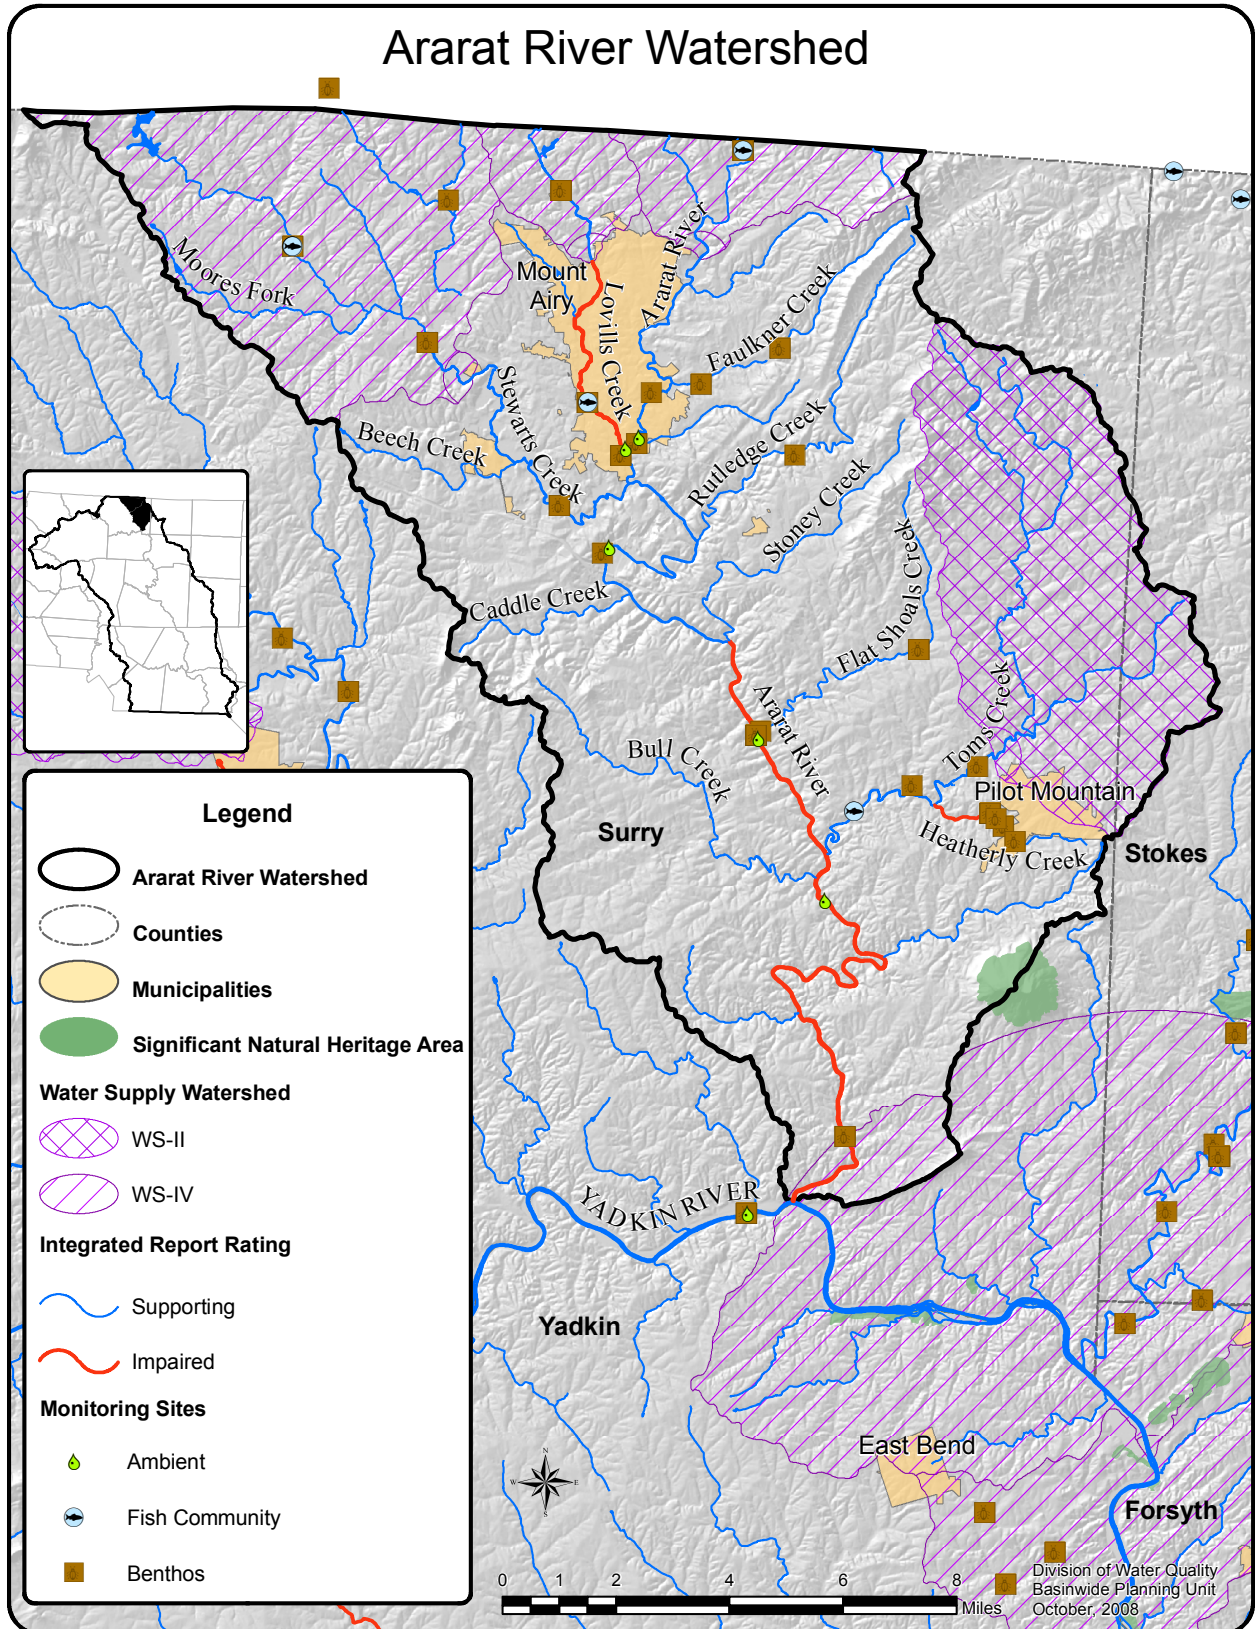 Ararat River Watershed
Moores Fork
Mount
Airy
Lovills Creek
Ararat River
Faulkner Creek
Stewarts Creek
Beech Creek
Rutledge Creek
Stoney Creek
Flat Shoals Creek
Caddle Creek
Ararat River
Toms Creek
Bull Creek
Pilot Mountain
Heatherly Creek
Surry
Stokes
YADKIN RIVER
Yadkin
East Bend
Forsyth
Legend
Ararat River Watershed
Counties
Municipalities
Significant Natural Heritage Area
Water Supply Watershed
WS-II
WS-IV
Integrated Report Rating
Supporting
Impaired
Monitoring Sites
Ambient
Fish Community
Benthos
N
W E
S
0 1 2 4 6 8
Miles
Division of Water Quality
Basinwide Planning Unit
October, 2008